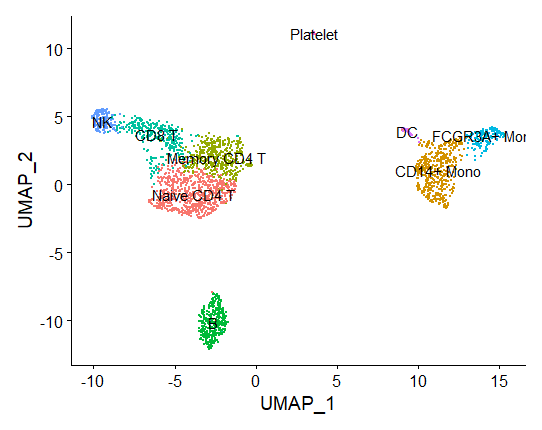 Platelet
10
NK
CD8 T
DC
FCGR3A+ Mon
5
Memory CD4 T
CD14+ Mono
UMAP_2
0
Naive CD4 T
-5
B
-10
-10 -5 0 5 10 15
UMAP_1